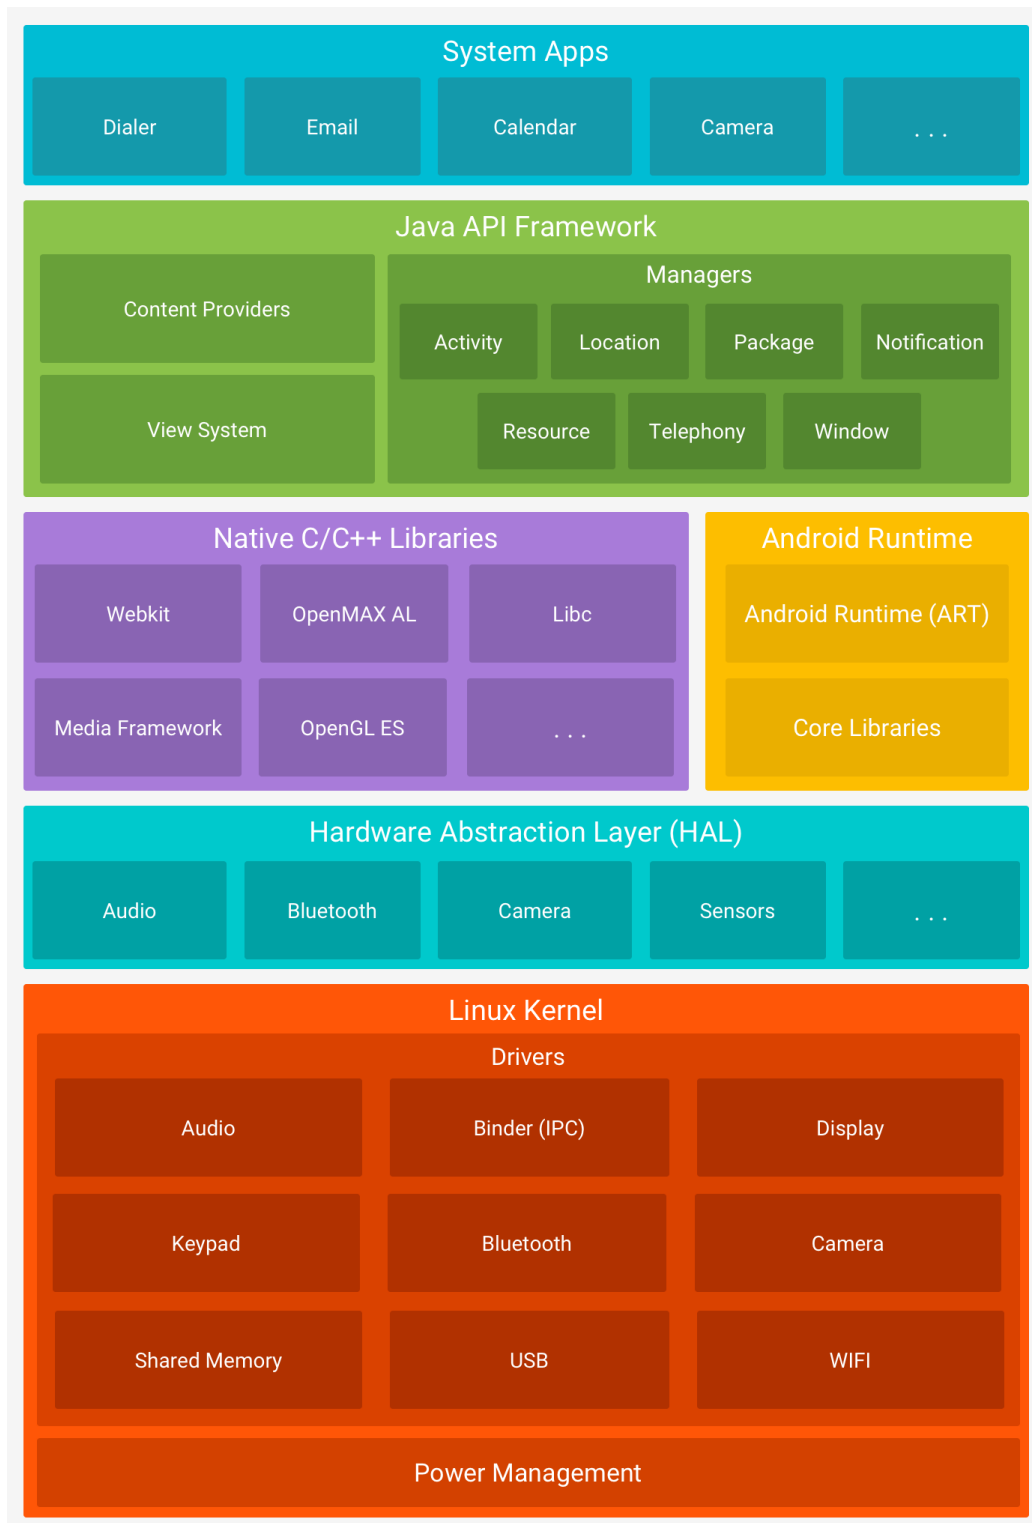 System Apps
Dialer
Email
Calendar
Camera
. . .
Java API Framework
Content Providers
View System
Managers
Activity
Location
Package
Notification
Resource
Telephony
Window
Native C/C++ Libraries
Webkit
OpenMAX AL
Libc
Media Framework
OpenGL ES
. . .
Android Runtime
Android Runtime (ART)
Core Libraries
Hardware Abstraction Layer (HAL)
Audio
Bluetooth
Camera
Sensors
. . .
Linux Kernel
Drivers
Audio
Binder (IPC)
Display
Keypad
Bluetooth
Camera
Shared Memory
USB
WIFI
Power Management